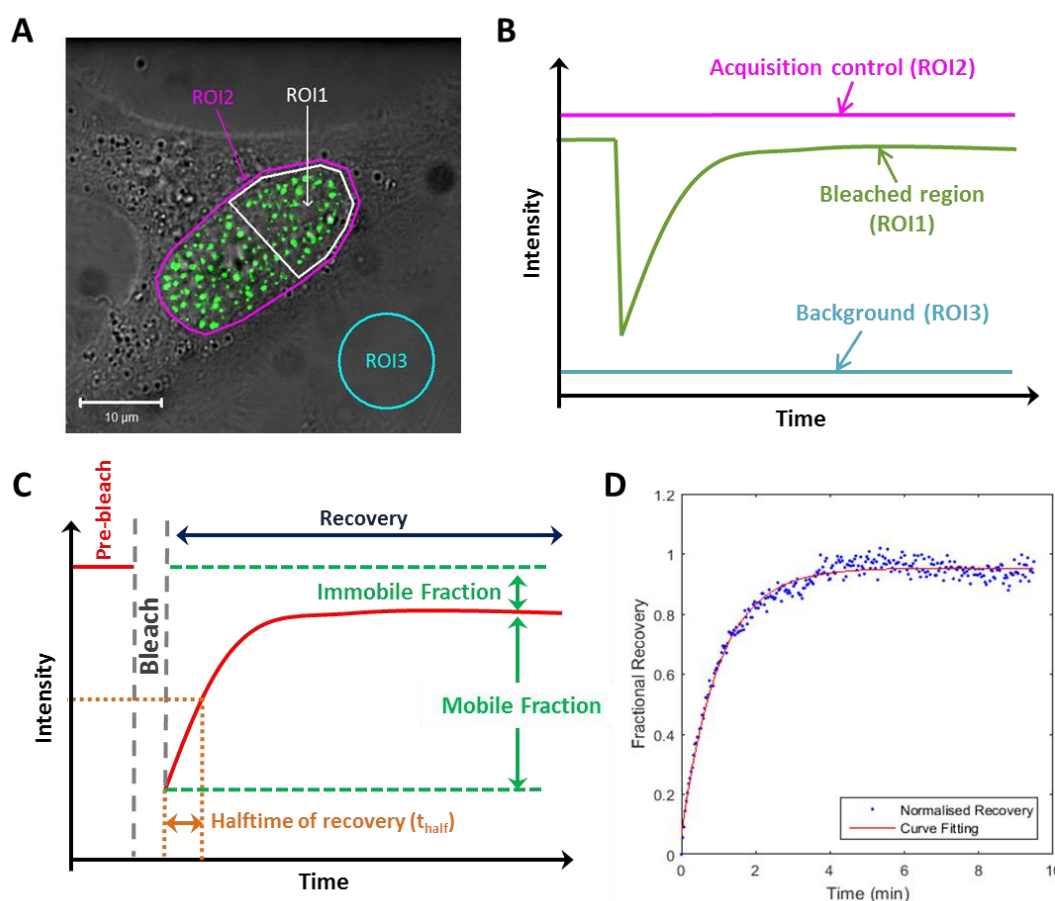 A
ROI2
ROI1
ROI3
10 µm
B
Acquisition control (ROI2)
Bleached region
(ROI1)
Background (ROI3)
Intensity
Time
C
Pre-bleach
Bleach
Recovery
Immobile Fraction
Mobile Fraction
Halftime of recovery (thalf)
Intensity
Time
D
1.2
1
0.8
0.6
0.4
0.2
0
Fractional Recovery
Normalised Recovery
Curve Fitting
0 2 4 6 8 10
Time (min)